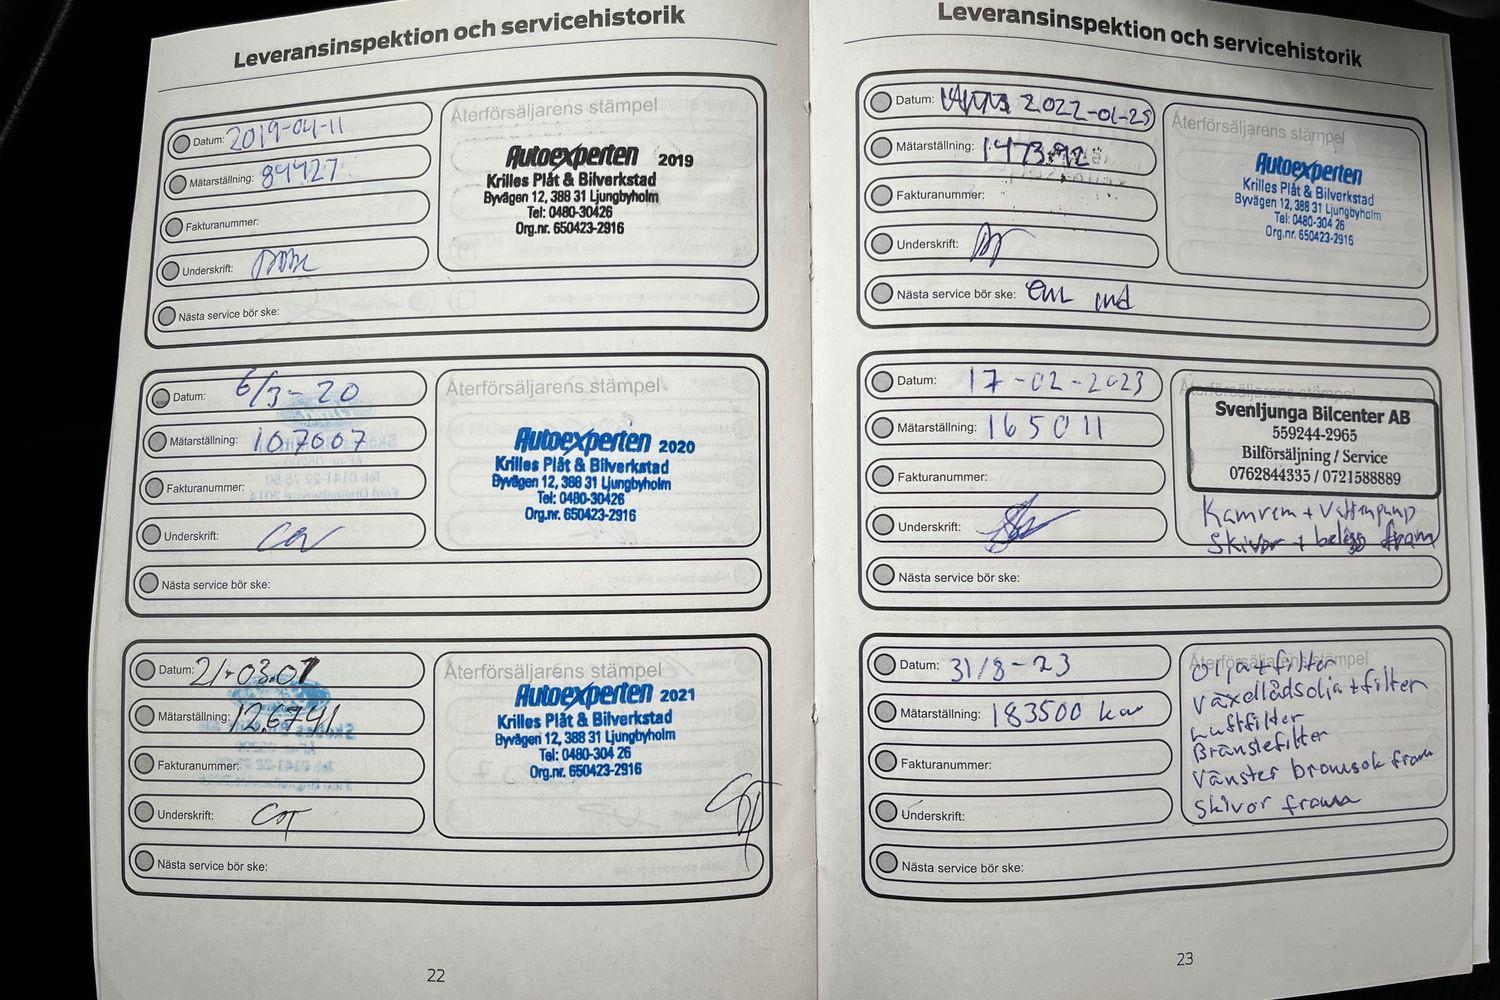 Leveransinspektion och servicehistorik
Datum: 2019-04-11
Mätarställning: 84427
Fakturanummer:
Underskrift:
Nästa service bör ske:
Återförsäljarens stämpel
Autoexperten 2019
Krilles Plåt & Bilverkstad
Byvägen 12, 388 31 Ljungbyholm
Tel: 0480-30426
Org.nr. 650423-2916
Datum: 6/3-20
Mätarställning: 107007
Fakturanummer:
Underskrift:
Nästa service bör ske:
Återförsäljarens stämpel
Autoexperten 2020
Krilles Plåt & Bilverkstad
Byvägen 12, 388 31 Ljungbyholm
Tel: 0480-30426
Org.nr. 650423-2916
Datum: 21-03.01
Mätarställning: 126741
Fakturanummer:
Underskrift:
Nästa service bör ske:
Återförsäljarens stämpel
Autoexperten 2021
Krilles Plåt & Bilverkstad
Byvägen 12, 388 31 Ljungbyholm
Tel: 0480-304 26
Org.nr. 650423-2916
22
Leveransinspektion och servicehistorik
Datum: 2022-01-25
Mätarställning: 147392
Fakturanummer:
Underskrift:
Nästa service bör ske:
Återförsäljarens stämpel
Autoexperten
Krilles Plåt & Bilverkstad
Byvägen 12, 388 31 Ljungbyholm
Tel: 0480-304 26
Org.nr. 650423-2916
Datum: 17-02-2023
Mätarställning: 165011
Fakturanummer:
Underskrift:
Nästa service bör ske:
Återförsäljarens stämpel
Svenljunga Bilcenter AB
559244-2965
Bilförsäljning / Service
0762844335 / 0721588889
Kamrem + Vattenpump
Skivor + belägg fram
Datum: 31/8-23
Mätarställning: 183500 km
Fakturanummer:
Underskrift:
Nästa service bör ske:
Återförsäljarens stämpel
Olja + filter
växellådsolja + filter
Luftfilter
Bränslefilter
Vänster bromsok fram
Skivor fram
23